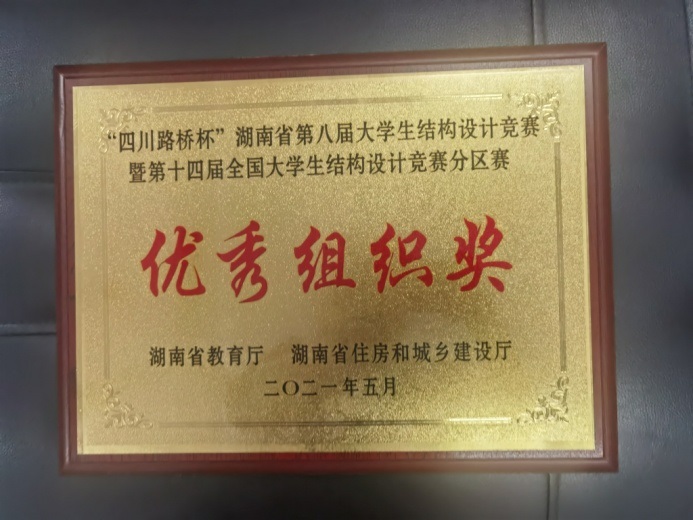 “四川路桥杯”湖南省第八届大学生结构设计竞赛
暨第十四届全国大学生结构设计竞赛分区赛
优秀组织奖
湖南省教育厅 湖南省住房和城乡建设厅
二〇二一年五月